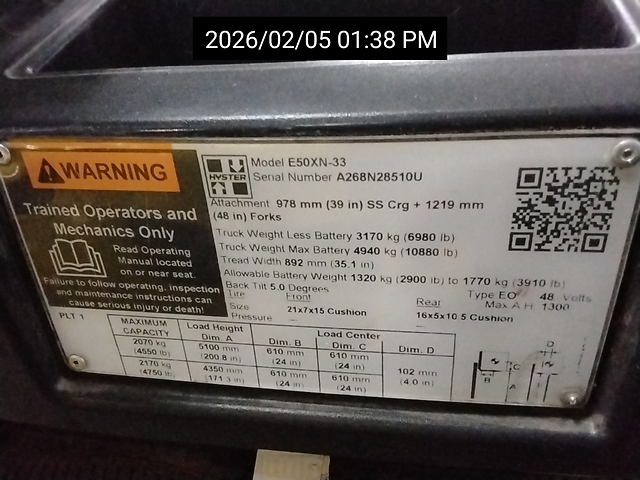 2026/02/05 01:38 PM
WARNING
Trained Operators and
Mechanics Only
Read Operating
Manual located
on or near seat.
Failure to follow operating, inspection
and maintenance instructions can
cause serious injury or death!
HYSTER
Model E50XN-33
Serial Number A268N28510U
Attachment 978 mm (39 in) SS Crg + 1219 mm
(48 in) Forks
Truck Weight Less Battery 3170 kg (6980 lb)
Truck Weight Max Battery 4940 kg (10880 lb)
Tread Width 892 mm (35.1 in)
Allowable Battery Weight 1320 kg (2900 lb) to 1770 kg (3910 lb)
Back Tilt 5.0 Degrees
Type EO 48 Volts
Max A.H. 1300
Tire Front Rear
Size 21x7x15 Cushion 16x5x10 5 Cushion
Pressure – –
PLT 1
MAXIMUM CAPACITY Load Height Dim. A Load Center Dim. B Dim. C Dim. D
2070 kg (4550 lb) 5100 mm (200.8 in) 610 mm (24 in) 610 mm (24 in)
2170 kg (4750 lb) 4350 mm (171.3 in) 610 mm (24 in) 610 mm (24 in) 102 mm (4.0 in)
D
C
B
A